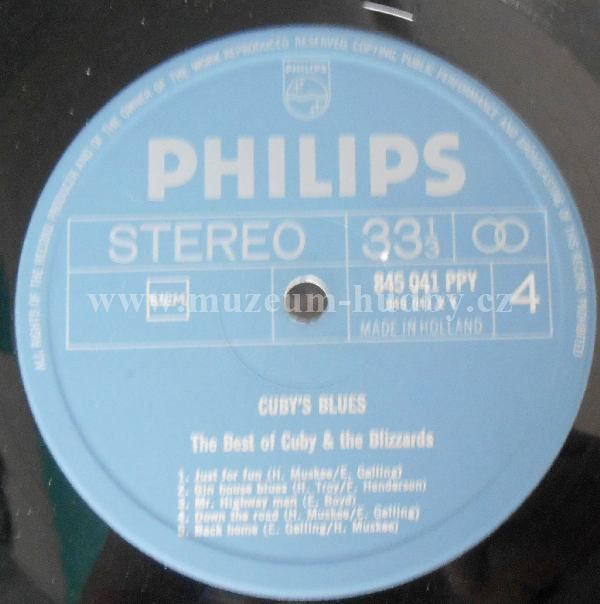 ALL RIGHTS OF THE RECORD PRODUCER AND OF THE OWNER OF THE WORK REPRODUCED RESERVED. COPYING, PUBLIC PERFORMANCE AND BROADCASTING OF THIS RECORD PROHIBITED
PHILIPS
PHILIPS
STEREO 33 1/3
845 041 PPY 4
MADE IN HOLLAND
www.muzeum-hudby.cz
CUBY'S BLUES
The Best of Cuby & the Blizzards
1. Just for fun (H. Muskee/E. Gelling)
2. Gin house blues (H. Troy/F. Henderson)
3. Mr. Highway man (E. Boyd)
4. Down the road (H. Muskee/E. Gelling)
5. Back home (E. Gelling/H. Muskee)